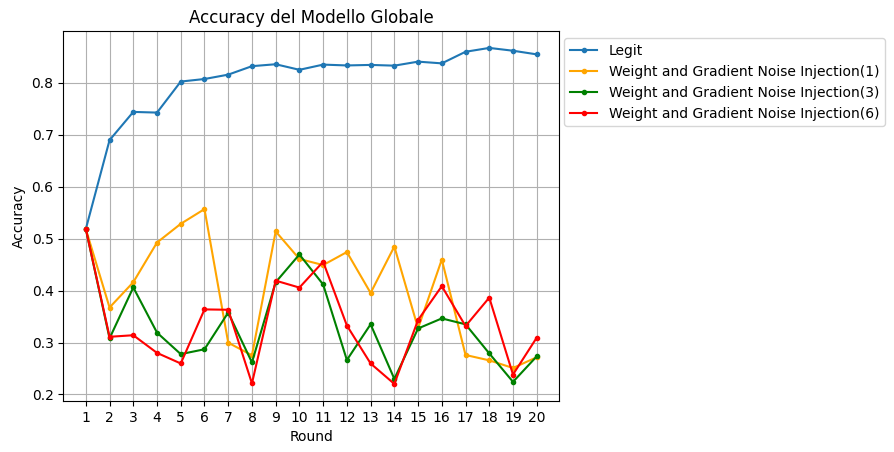 Accuracy del Modello Globale
Legit
Weight and Gradient Noise Injection(1)
Weight and Gradient Noise Injection(3)
Weight and Gradient Noise Injection(6)
Accuracy
0.8
0.7
0.6
0.5
0.4
0.3
0.2
1 2 3 4 5 6 7 8 9 10 11 12 13 14 15 16 17 18 19 20
Round